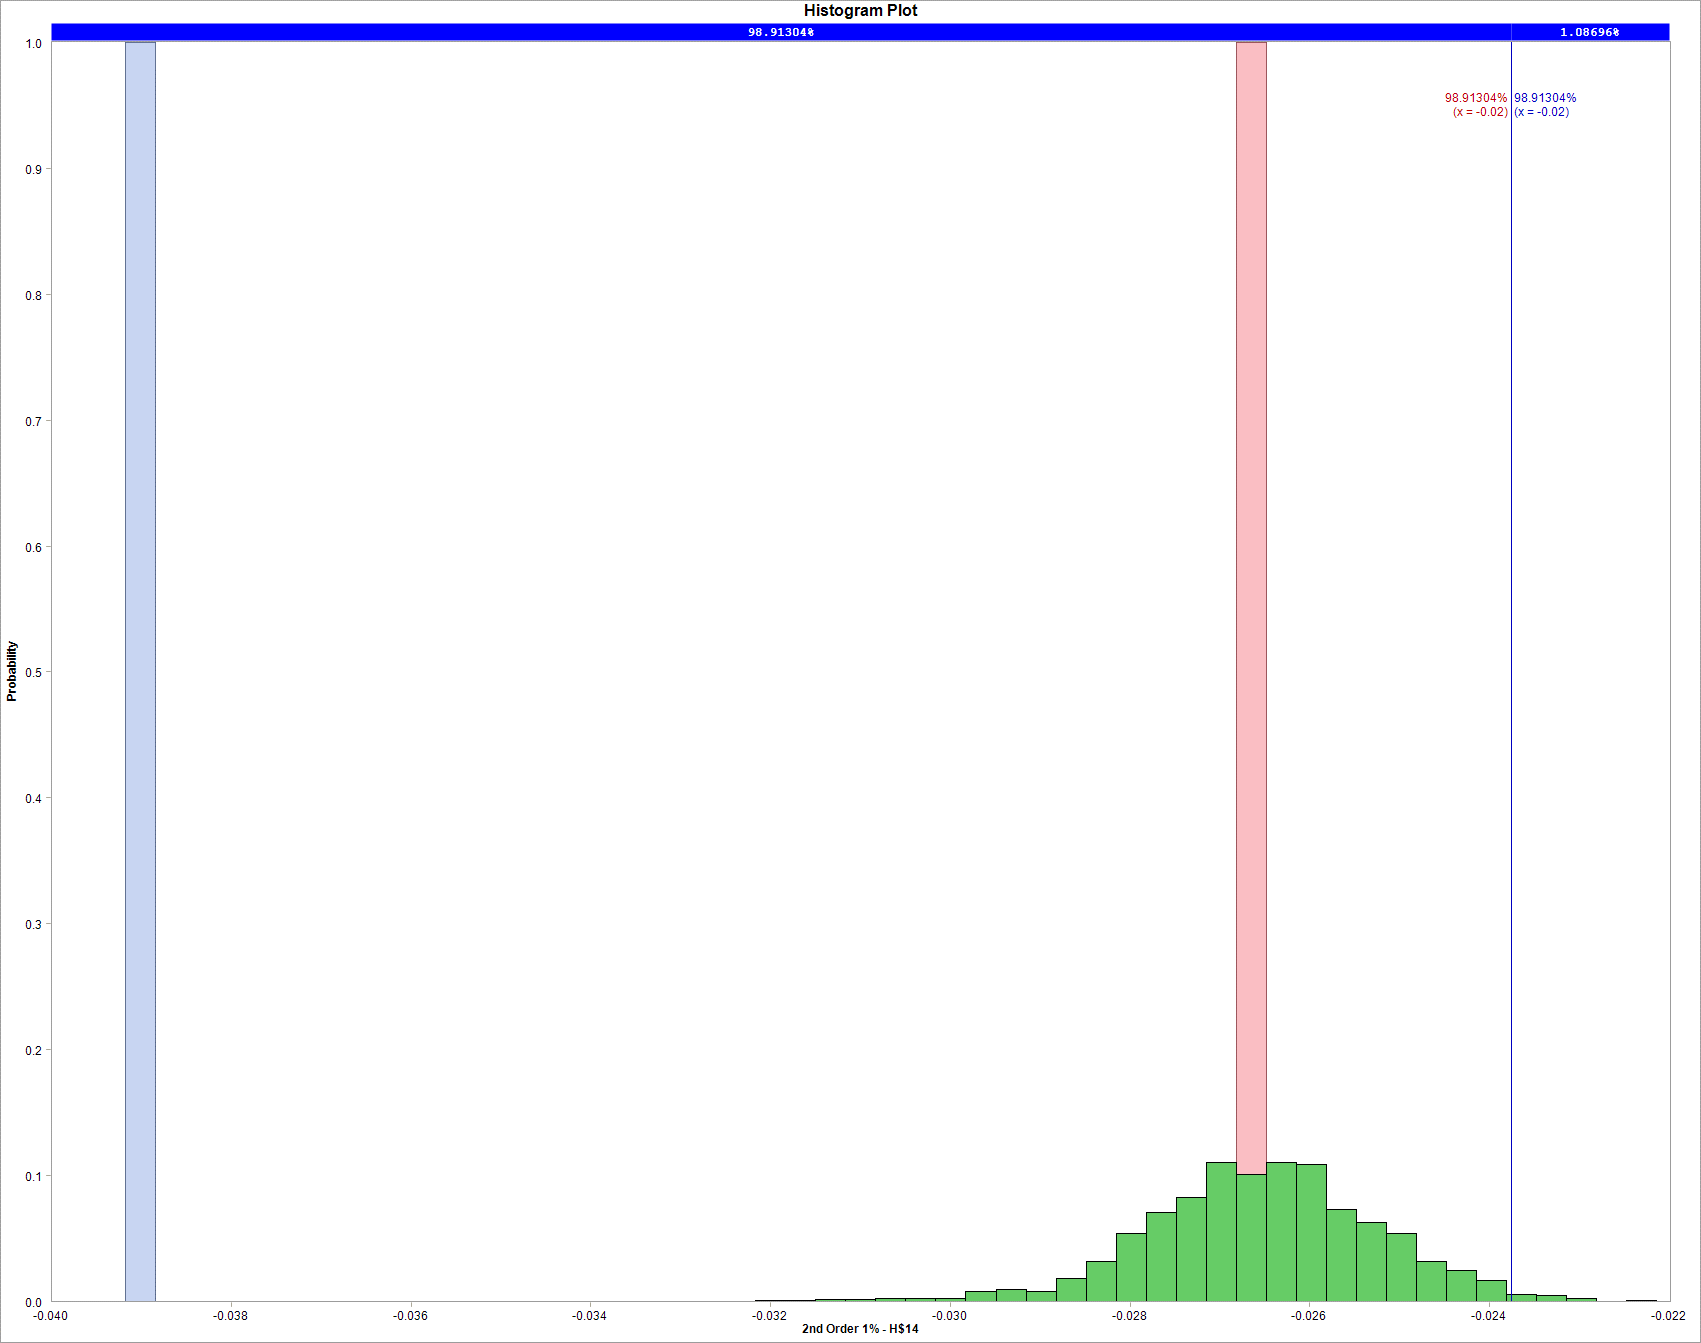 Histogram Plot
98.91304% 1.08696%
1.0
98.91304% 98.91304%
(x = -0.02) (x = -0.02)
0.9
0.8
0.7
0.6
Probability
0.5
0.4
0.3
0.2
0.1
0.0
-0.040 -0.038 -0.036 -0.034 -0.032 -0.030 -0.028 -0.026 -0.024 -0.022
2nd Order 1% - H$14